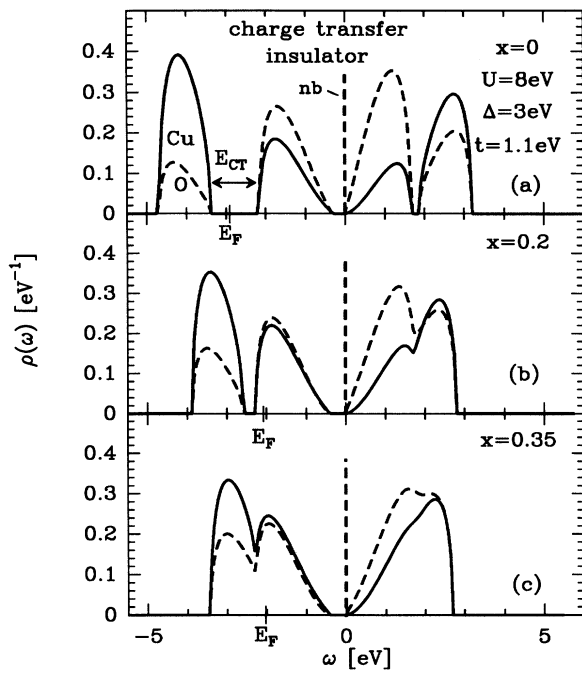 charge transfer
insulator
x=0
U=8eV
Δ=3eV
t=1.1eV
nb
Cu
O
E_CT
(a)
0.4
0.3
0.2
0.1
0
E_F
x=0.2
(b)
0.4
0.3
0.2
0.1
0
E_F
x=0.35
(c)
0.4
0.3
0.2
0.1
0
ρ(ω) [eV⁻¹]
-5
E_F
0
5
ω [eV]